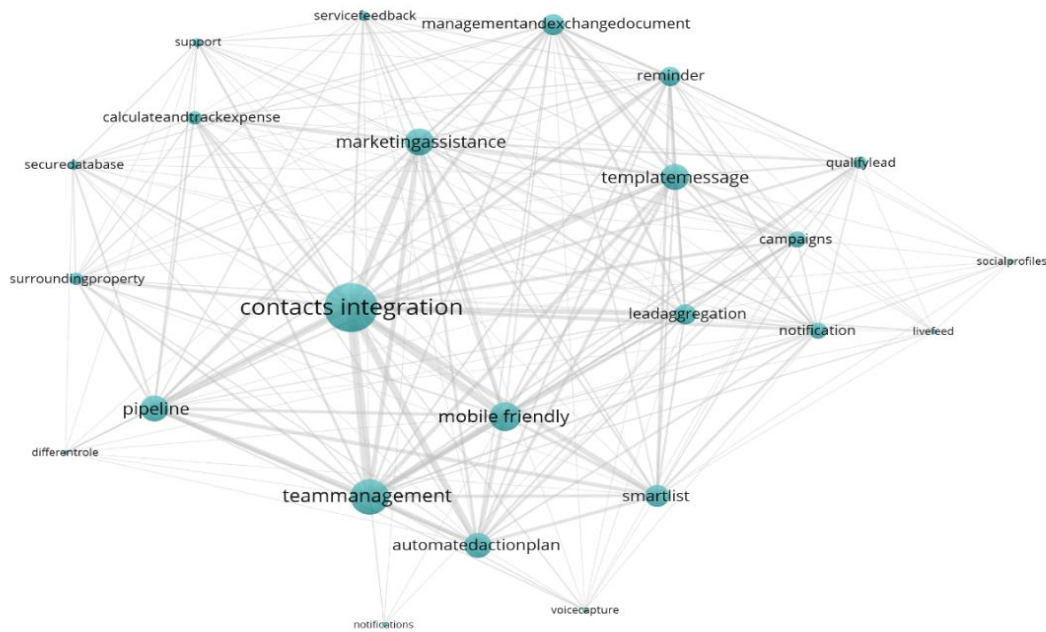 servicefeedback
managementandexchangedocument
support
reminder
calculateandtrackexpense
marketingassistance
securedatabase
qualifylead
templatemessage
campaigns
socialprofiles
surroundingproperty
contacts integration
leadaggregation
notification
livefeed
pipeline
mobile friendly
differentrole
teammanagement
smartlist
automatedactionplan
voicecapture
notifications